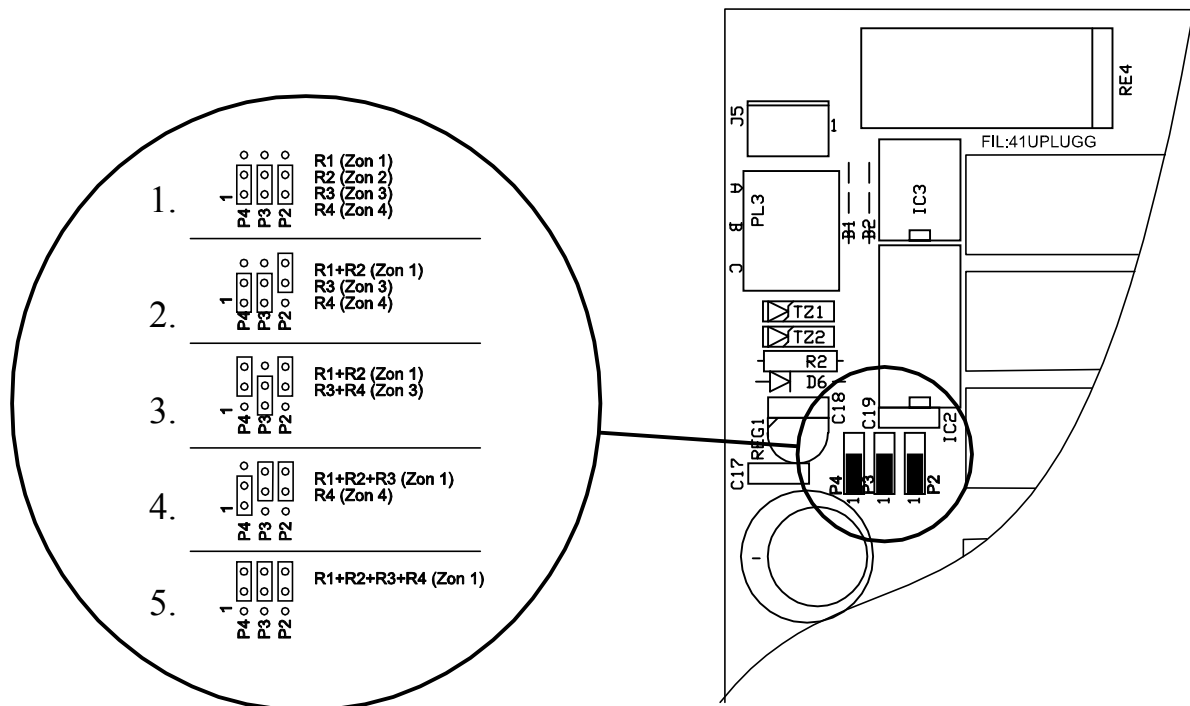 1.
R1 (Zon 1)
R2 (Zon 2)
R3 (Zon 3)
R4 (Zon 4)
1
P4 P3 P2
2.
R1+R2 (Zon 1)
R3 (Zon 3)
R4 (Zon 4)
1
P4 P3 P2
3.
R1+R2 (Zon 1)
R3+R4 (Zon 3)
1
P4 P3 P2
4.
R1+R2+R3 (Zon 1)
R4 (Zon 4)
1
P4 P3 P2
5.
R1+R2+R3+R4 (Zon 1)
1
P4 P3 P2
RE4
J5
1
FIL:41UPLUGG
A
B
C
PL3
D1
D2
IC3
TZ1
TZ2
R2
D6
C18
C19
IC2
REG1
C17
P4
P3
P2
1
1
1